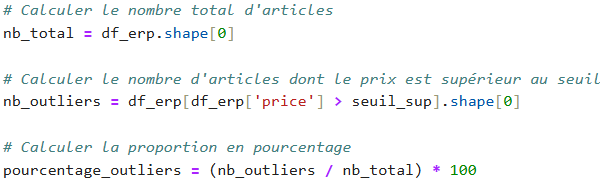 # Calculer le nombre total d'articles
nb_total = df_erp.shape[0]
# Calculer le nombre d'articles dont le prix est supérieur au seuil
nb_outliers = df_erp[df_erp['price'] > seuil_sup].shape[0]
# Calculer la proportion en pourcentage
pourcentage_outliers = (nb_outliers / nb_total) * 100